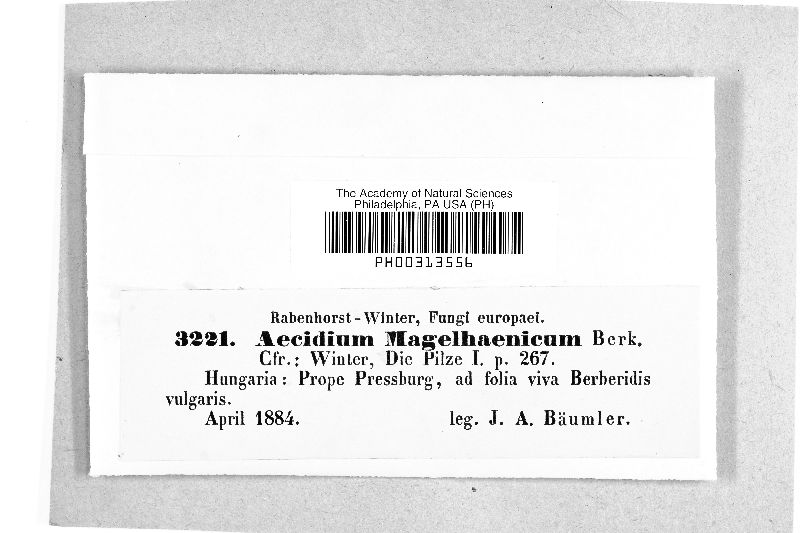 The Academy of Natural Sciences
Philadelphia, PA USA (PH)
PH00313556
Rabenhorst-Winter, Fungi europaei.
3221. Aecidium Magelhaenicum Berk.
Cfr.: Winter, Die Pilze I. p. 267.
Hungaria: Prope Pressburg, ad folia viva Berberidis
vulgaris.
April 1884. leg. J. A. Bäumler.